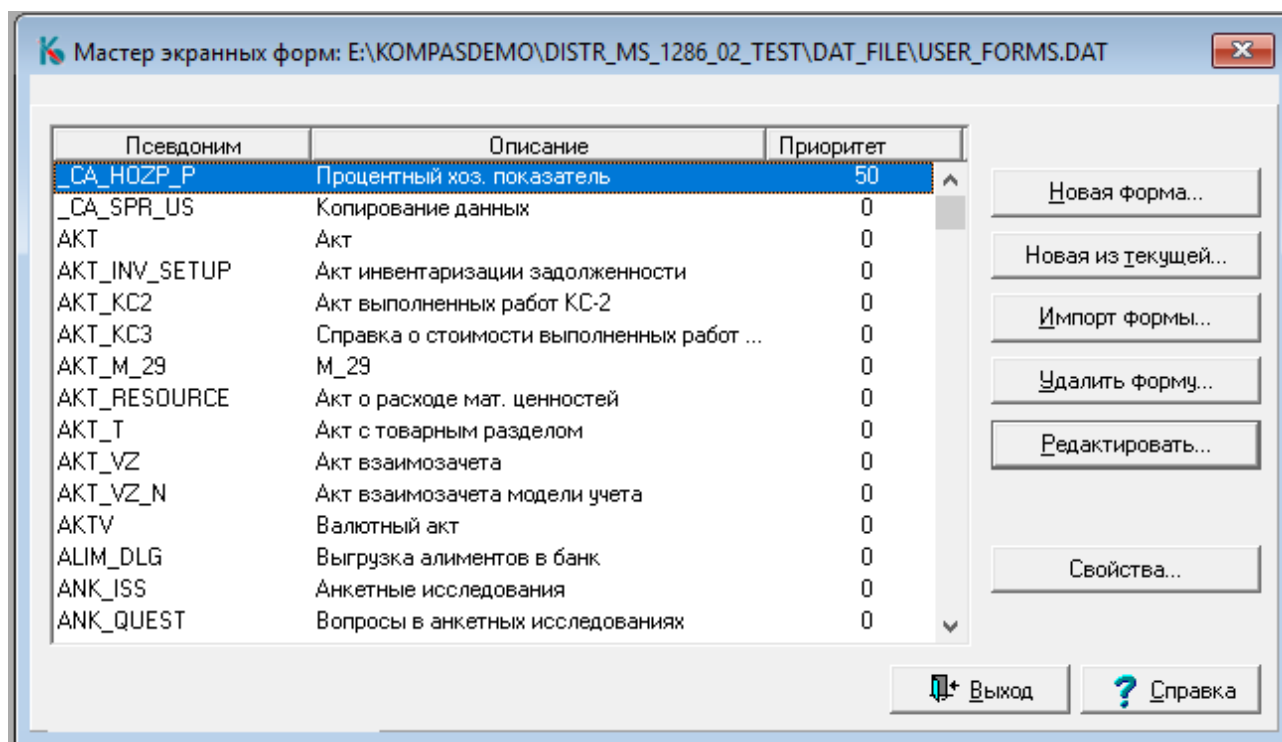 Мастер экранных форм: E:\KOMPASDEMO\DISTR_MS_1286_02_TEST\DAT_FILE\USER_FORMS.DAT
Псевдоним Описание Приоритет
_CA_HOZP_P Процентный хоз. показатель 50
_CA_SPR_US Копирование данных 0
AKT Акт 0
AKT_INV_SETUP Акт инвентаризации задолженности 0
AKT_KC2 Акт выполненных работ КС-2 0
AKT_KC3 Справка о стоимости выполненных работ ... 0
AKT_M_29 М_29 0
AKT_RESOURCE Акт о расходе мат. ценностей 0
AKT_T Акт с товарным разделом 0
AKT_VZ Акт взаимозачета 0
AKT_VZ_N Акт взаимозачета модели учета 0
AKTV Валютный акт 0
ALIM_DLG Выгрузка алиментов в банк 0
ANK_ISS Анкетные исследования 0
ANK_QUEST Вопросы в анкетных исследованиях 0
Новая форма...
Новая из текущей...
Импорт формы...
Удалить форму...
Редактировать...
Свойства...
Выход
Справка